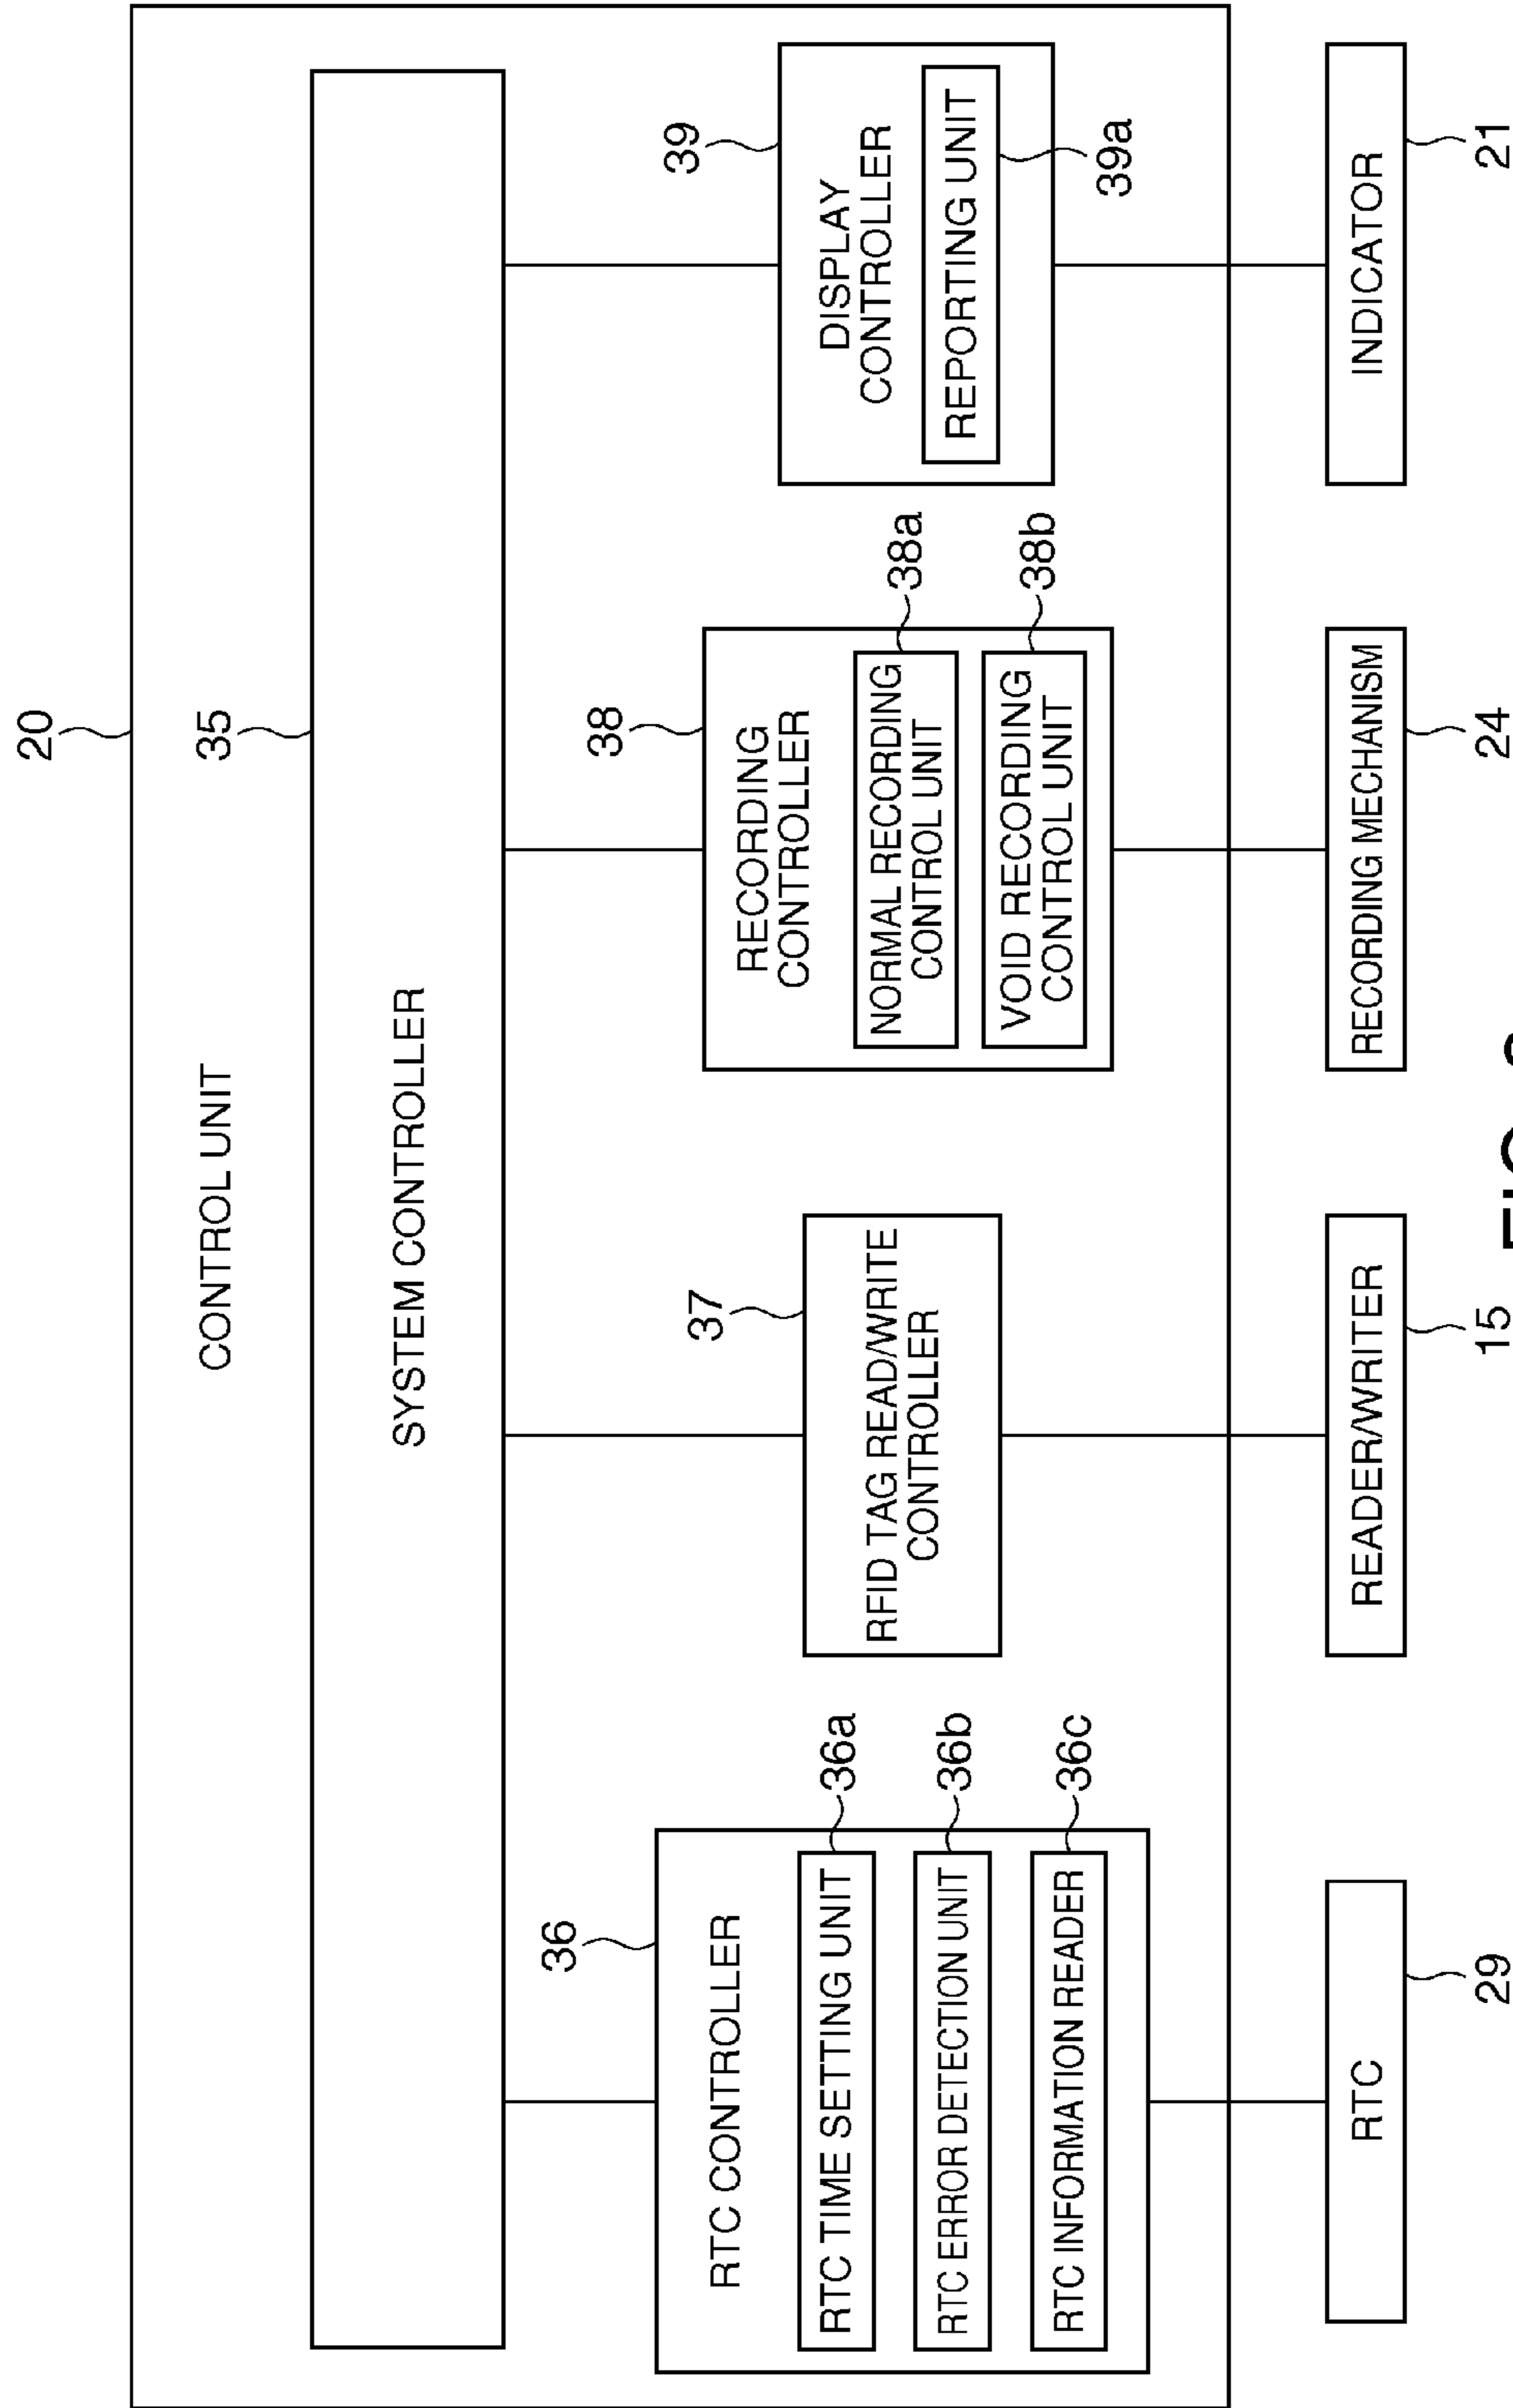 20
CONTROL UNIT
35
SYSTEM CONTROLLER
36
RTC CONTROLLER
RTC TIME SETTING UNIT
36a
RTC ERROR DETECTION UNIT
36b
RTC INFORMATION READER
36c
37
RFID TAG READ/WRITE
CONTROLLER
38
RECORDING
CONTROLLER
NORMAL RECORDING
CONTROL UNIT
38a
VOID RECORDING
CONTROL UNIT
38b
39
DISPLAY
CONTROLLER
REPORTING UNIT
39a
RTC
29
READER/WRITER
15
RECORDING MECHANISM
24
INDICATOR
21